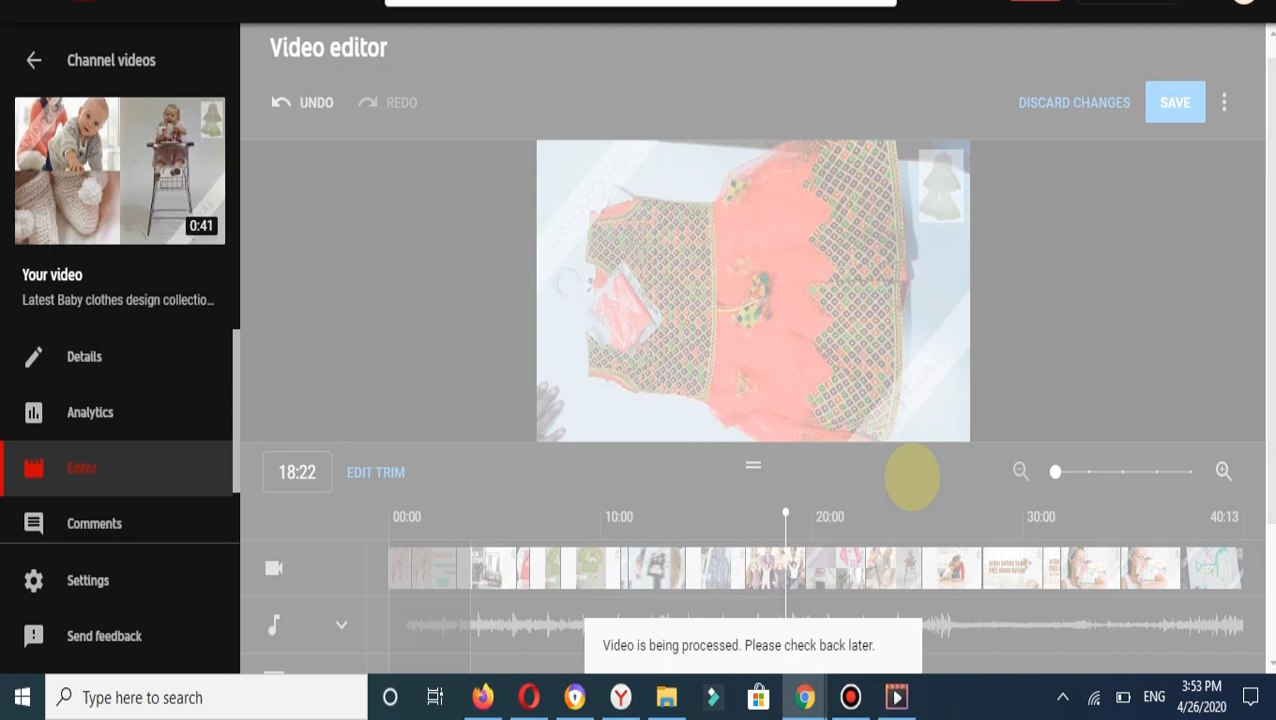 Channel videos
Video editor
UNDO
REDO
DISCARD CHANGES
SAVE
0:41
Your video
Latest Baby clothes design collectio...
Details
Analytics
Editor
Comments
Settings
Send feedback
18:22
EDIT TRIM
00:00
10:00
20:00
30:00
40:13
Video is being processed. Please check back later.
Type here to search
ENG
3:53 PM
4/26/2020